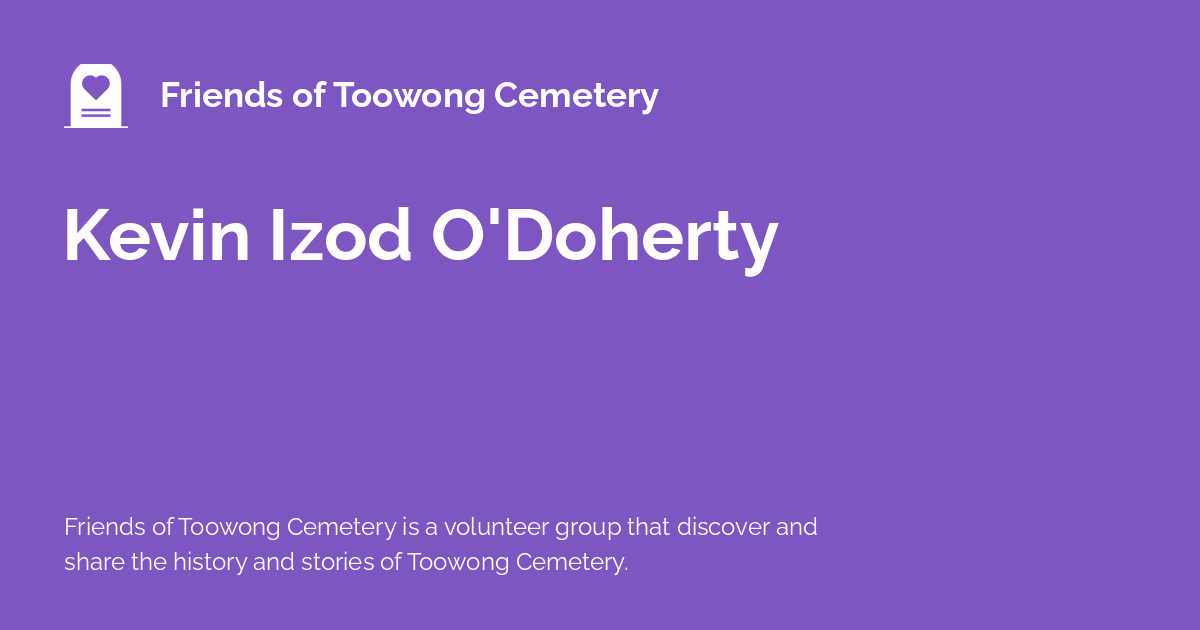 Friends of Toowong Cemetery
Kevin Izod O'Doherty
Friends of Toowong Cemetery is a volunteer group that discover and
share the history and stories of Toowong Cemetery.